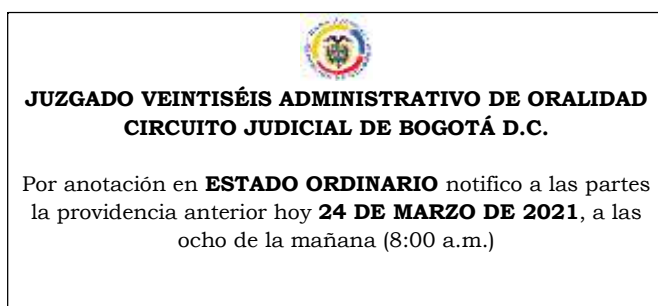 JUZGADO VEINTISÉIS ADMINISTRATIVO DE ORALIDAD
CIRCUITO JUDICIAL DE BOGOTÁ D.C.
Por anotación en ESTADO ORDINARIO notifico a las partes
la providencia anterior hoy 24 DE MARZO DE 2021, a las
ocho de la mañana (8:00 a.m.)